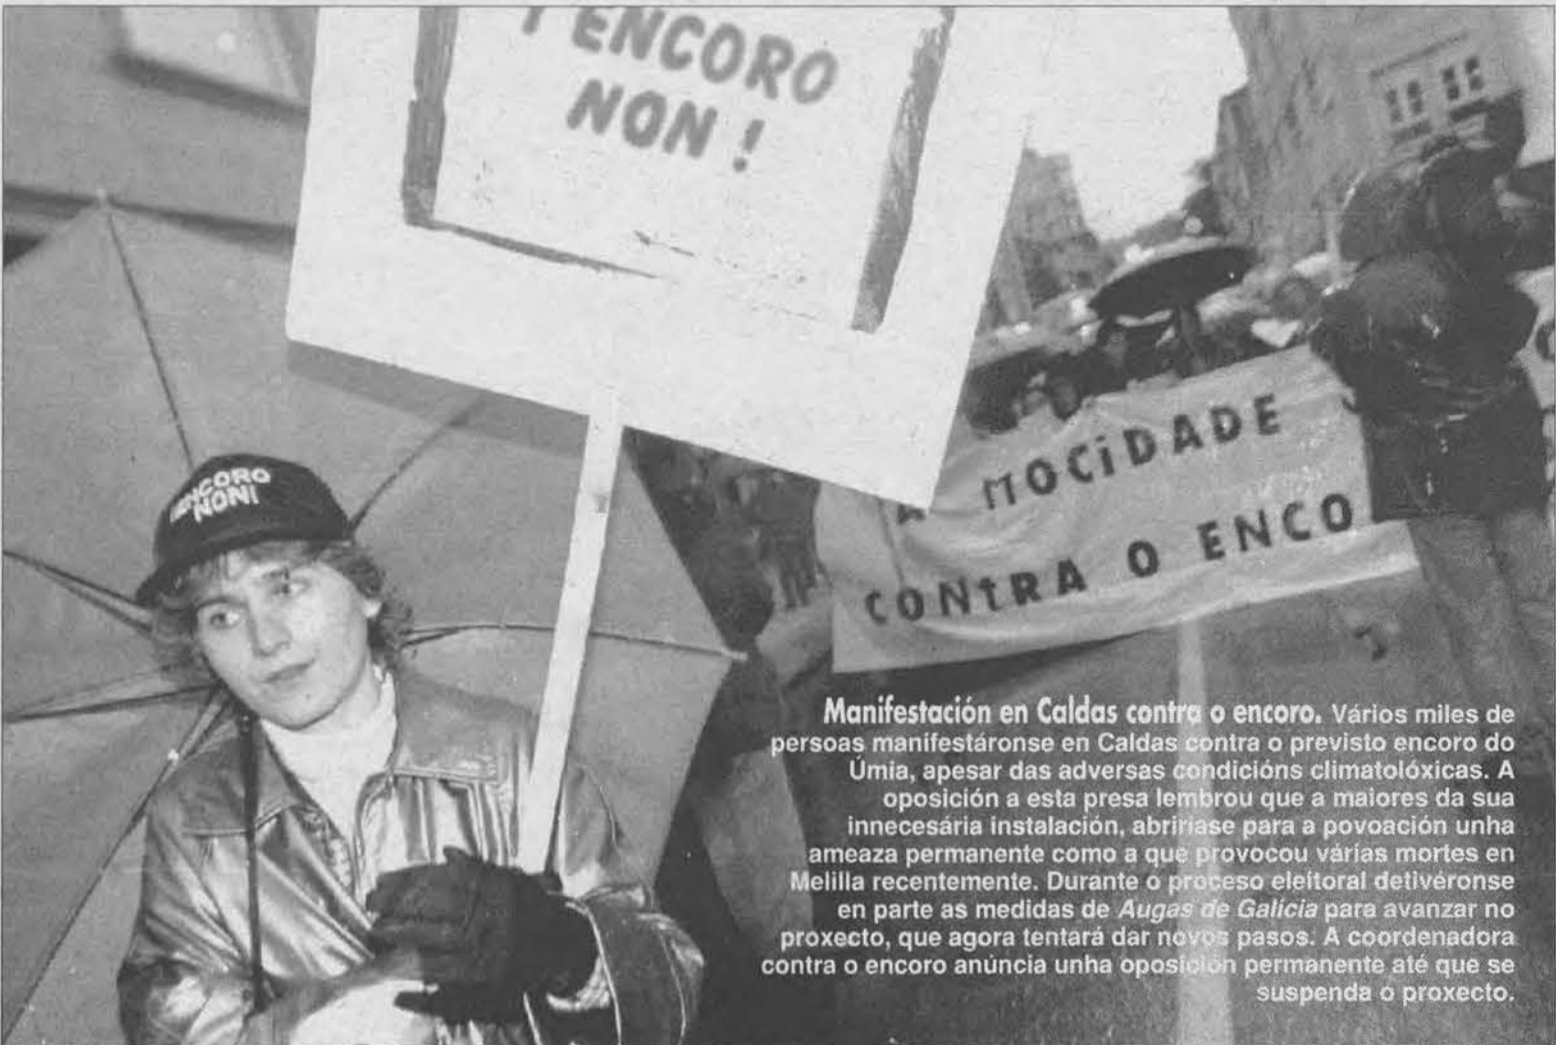 ENCORO
NON !
ENCORO
NON!
A MOCiDADE
CONtRA O ENCO
Manifestación en Caldas contra o encoro. Vários miles de
persoas manifestáronse en Caldas contra o previsto encoro do
Úmia, apesar das adversas condicións climatolóxicas. A
oposición a esta presa lembrou que a maiores da sua
innecesária instalación, abriríase para a povoación unha
ameaza permanente como a que provocou várias mortes en
Melilla recentemente. Durante o proceso eleitoral detivéronse
en parte as medidas de Augas de Galícia para avanzar no
proxecto, que agora tentará dar novos pasos. A coordenadora
contra o encoro anúncia unha oposición permanente até que se
suspenda o proxecto.